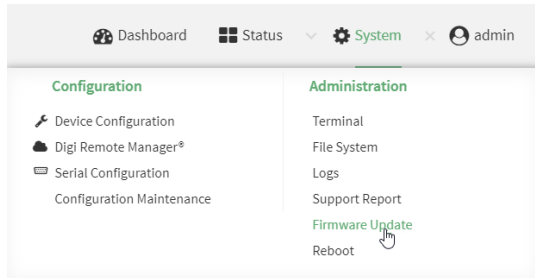 Dashboard Status System admin
Configuration
Device Configuration
Digi Remote Manager®
Serial Configuration
Configuration Maintenance
Administration
Terminal
File System
Logs
Support Report
Firmware Update
Reboot